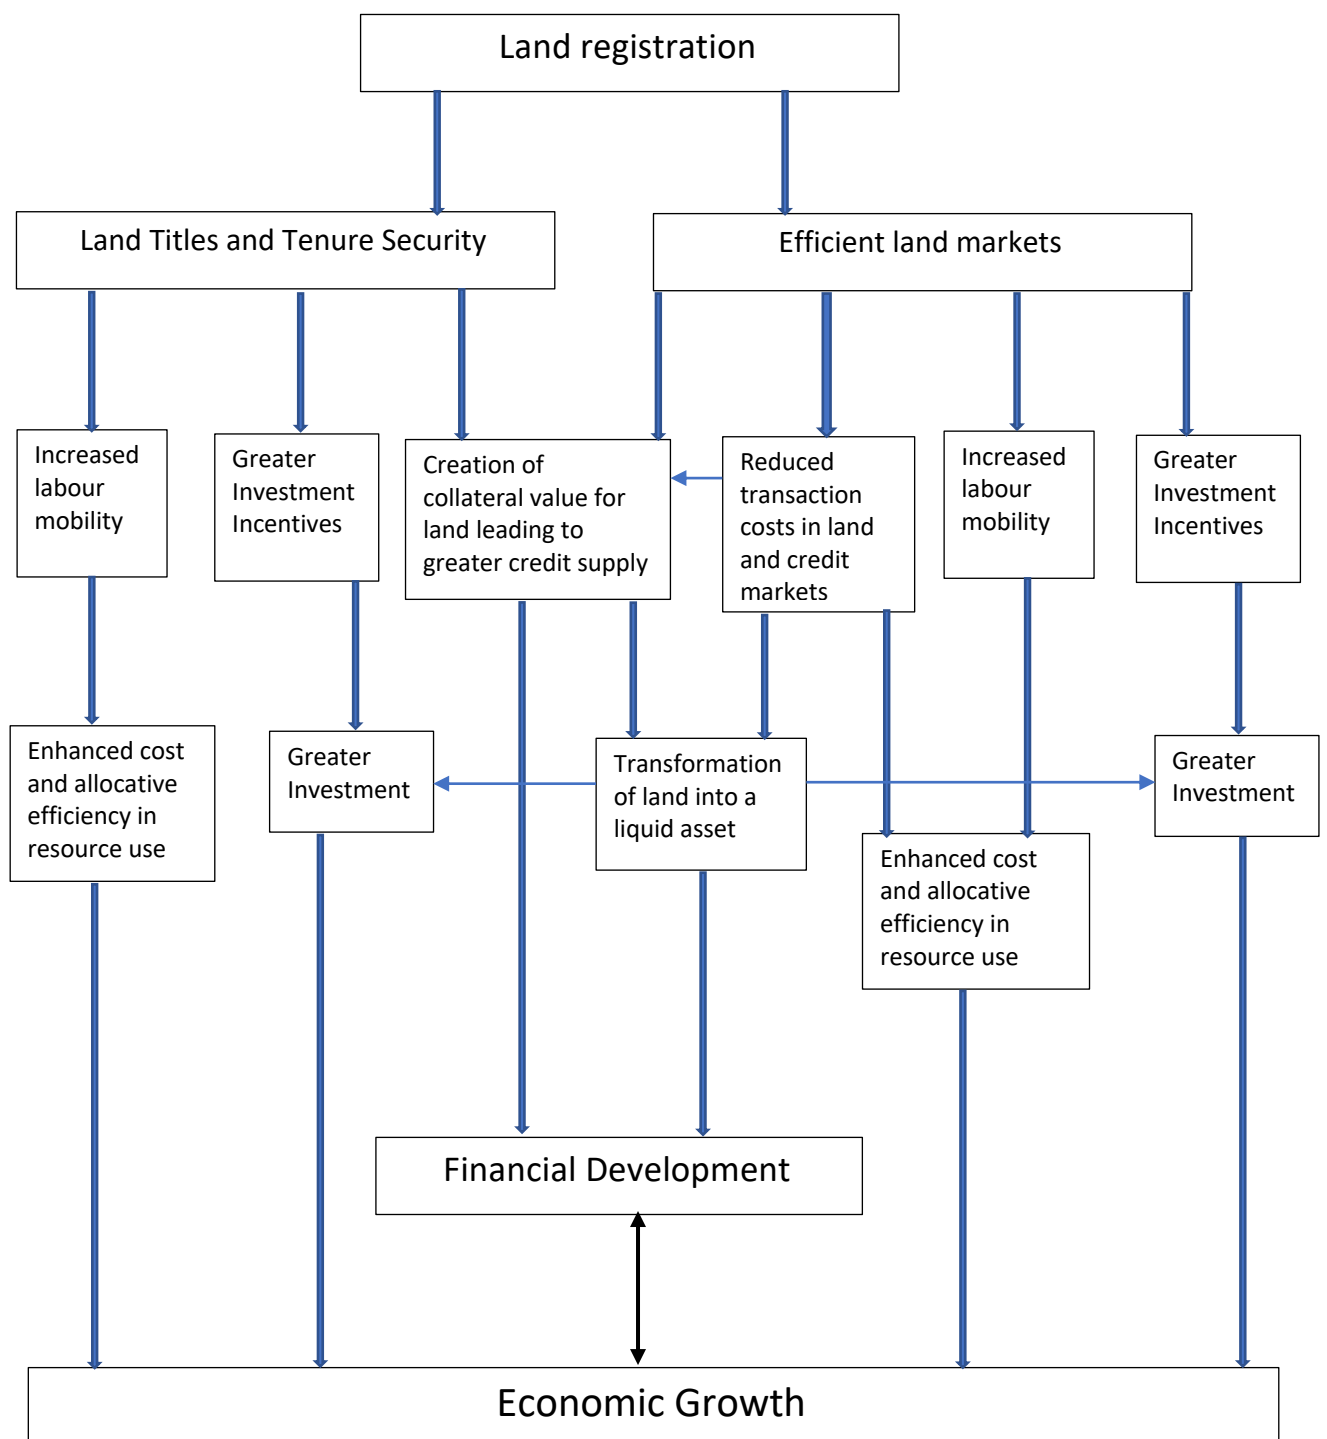 Land registration
Land Titles and Tenure Security
Efficient land markets
Increased
labour
mobility
Greater
Investment
Incentives
Creation of
collateral value for
land leading to
greater credit supply
Reduced
transaction
costs in land
and credit
markets
Increased
labour
mobility
Greater
Investment
Incentives
Enhanced cost
and allocative
efficiency in
resource use
Greater
Investment
Transformation
of land into a
liquid asset
Enhanced cost
and allocative
efficiency in
resource use
Greater
Investment
Financial Development
Economic Growth